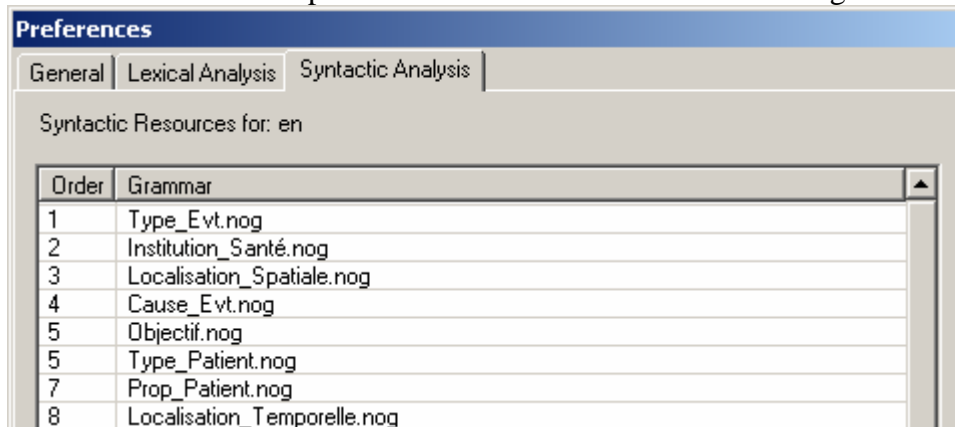 Preferences
General Lexical Analysis Syntactic Analysis
Syntactic Resources for: en
Order Grammar
1 Type_Evt.nog
2 Institution_Santé.nog
3 Localisation_Spatiale.nog
4 Cause_Evt.nog
5 Objectif.nog
5 Type_Patient.nog
7 Prop_Patient.nog
8 Localisation_Temporelle.nog